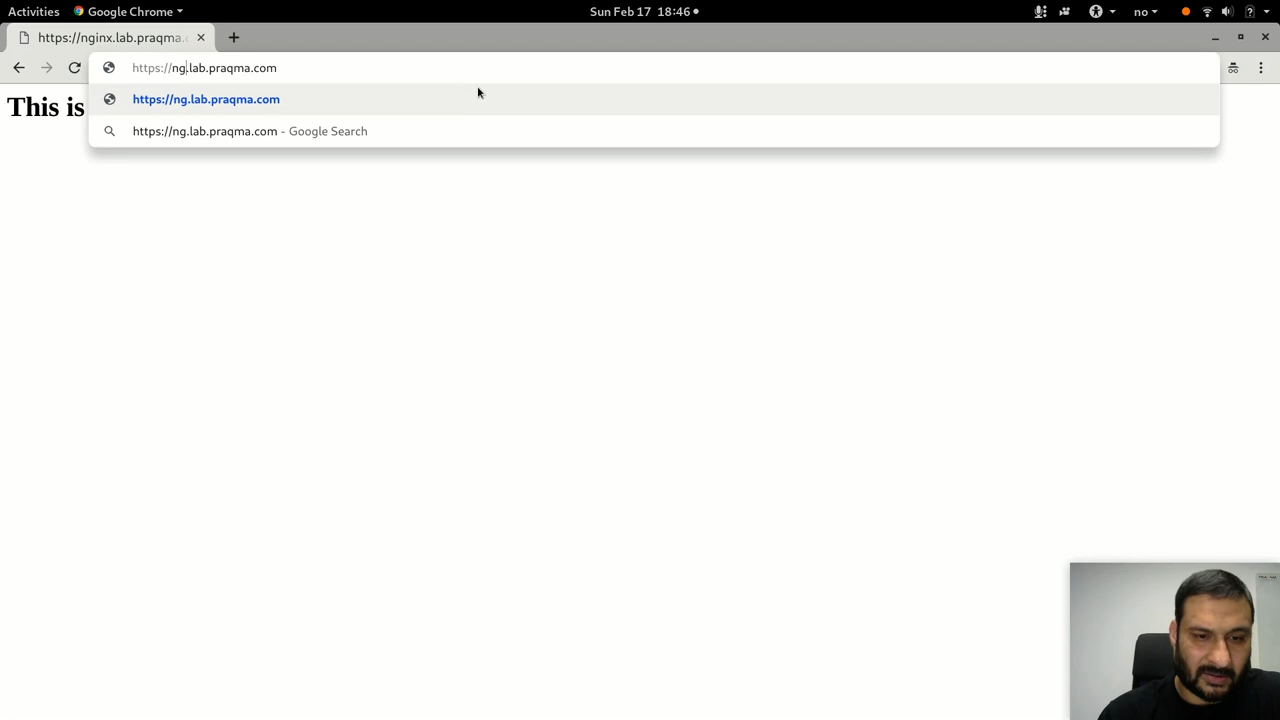 Activities Google Chrome Sun Feb 17 18:46 no
https://nginx.lab.praqma.
https://ng.lab.praqma.com
https://ng.lab.praqma.com
This is
https://ng.lab.praqma.com - Google Search